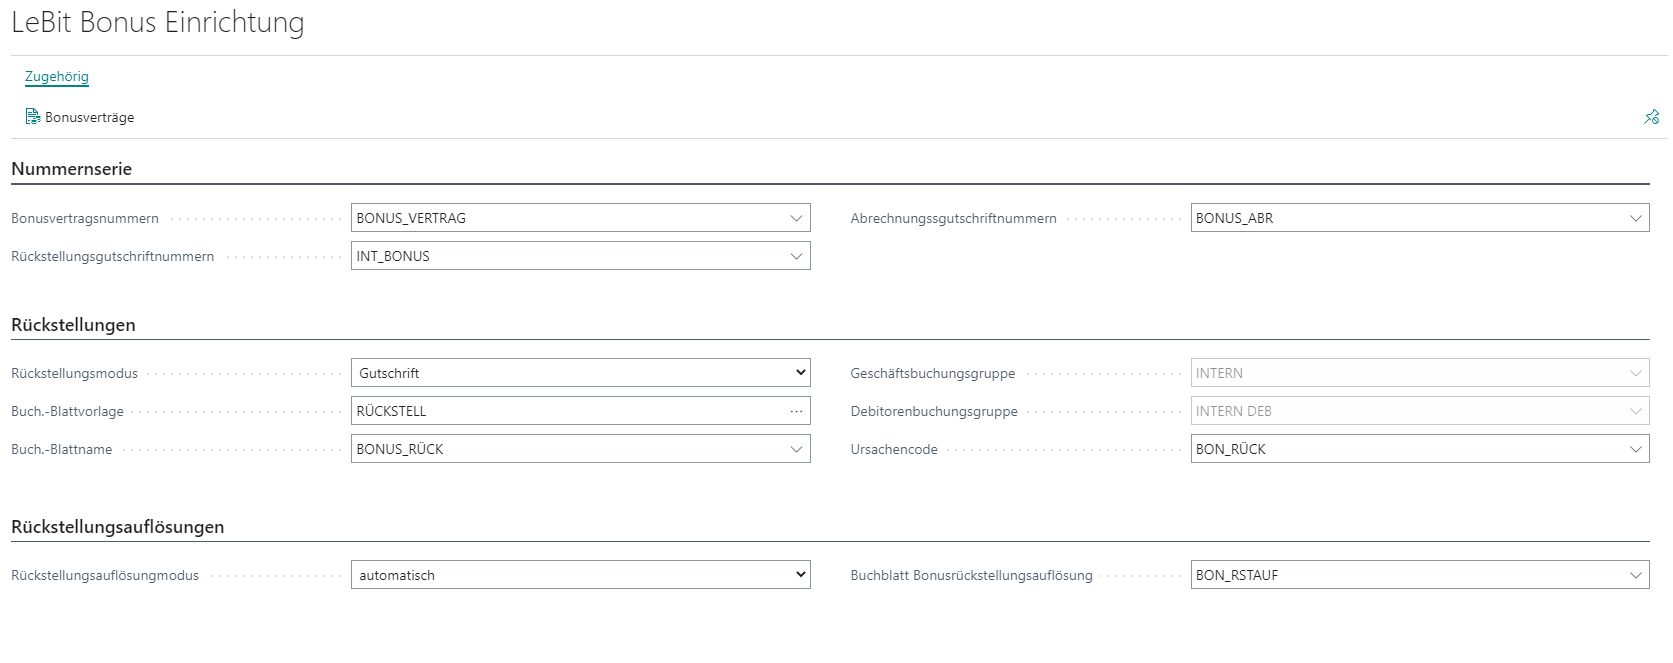 LeBit Bonus Einrichtung
Zugehörig
Bonusverträge
Nummernserie
Bonusvertragsnummern BONUS_VERTRAG Abrechnungssgutschriftnummern BONUS_ABR
Rückstellungsgutschriftnummern INT_BONUS
Rückstellungen
Rückstellungsmodus Gutschrift Geschäftsbuchungsgruppe INTERN
Buch.-Blattvorlage RÜCKSTELL Debitorenbuchungsgruppe INTERN DEB
Buch.-Blattname BONUS_RÜCK Ursachencode BON_RÜCK
Rückstellungsauflösungen
Rückstellungsauflösungmodus automatisch Buchblatt Bonusrückstellungsauflösung BON_RSTAUF